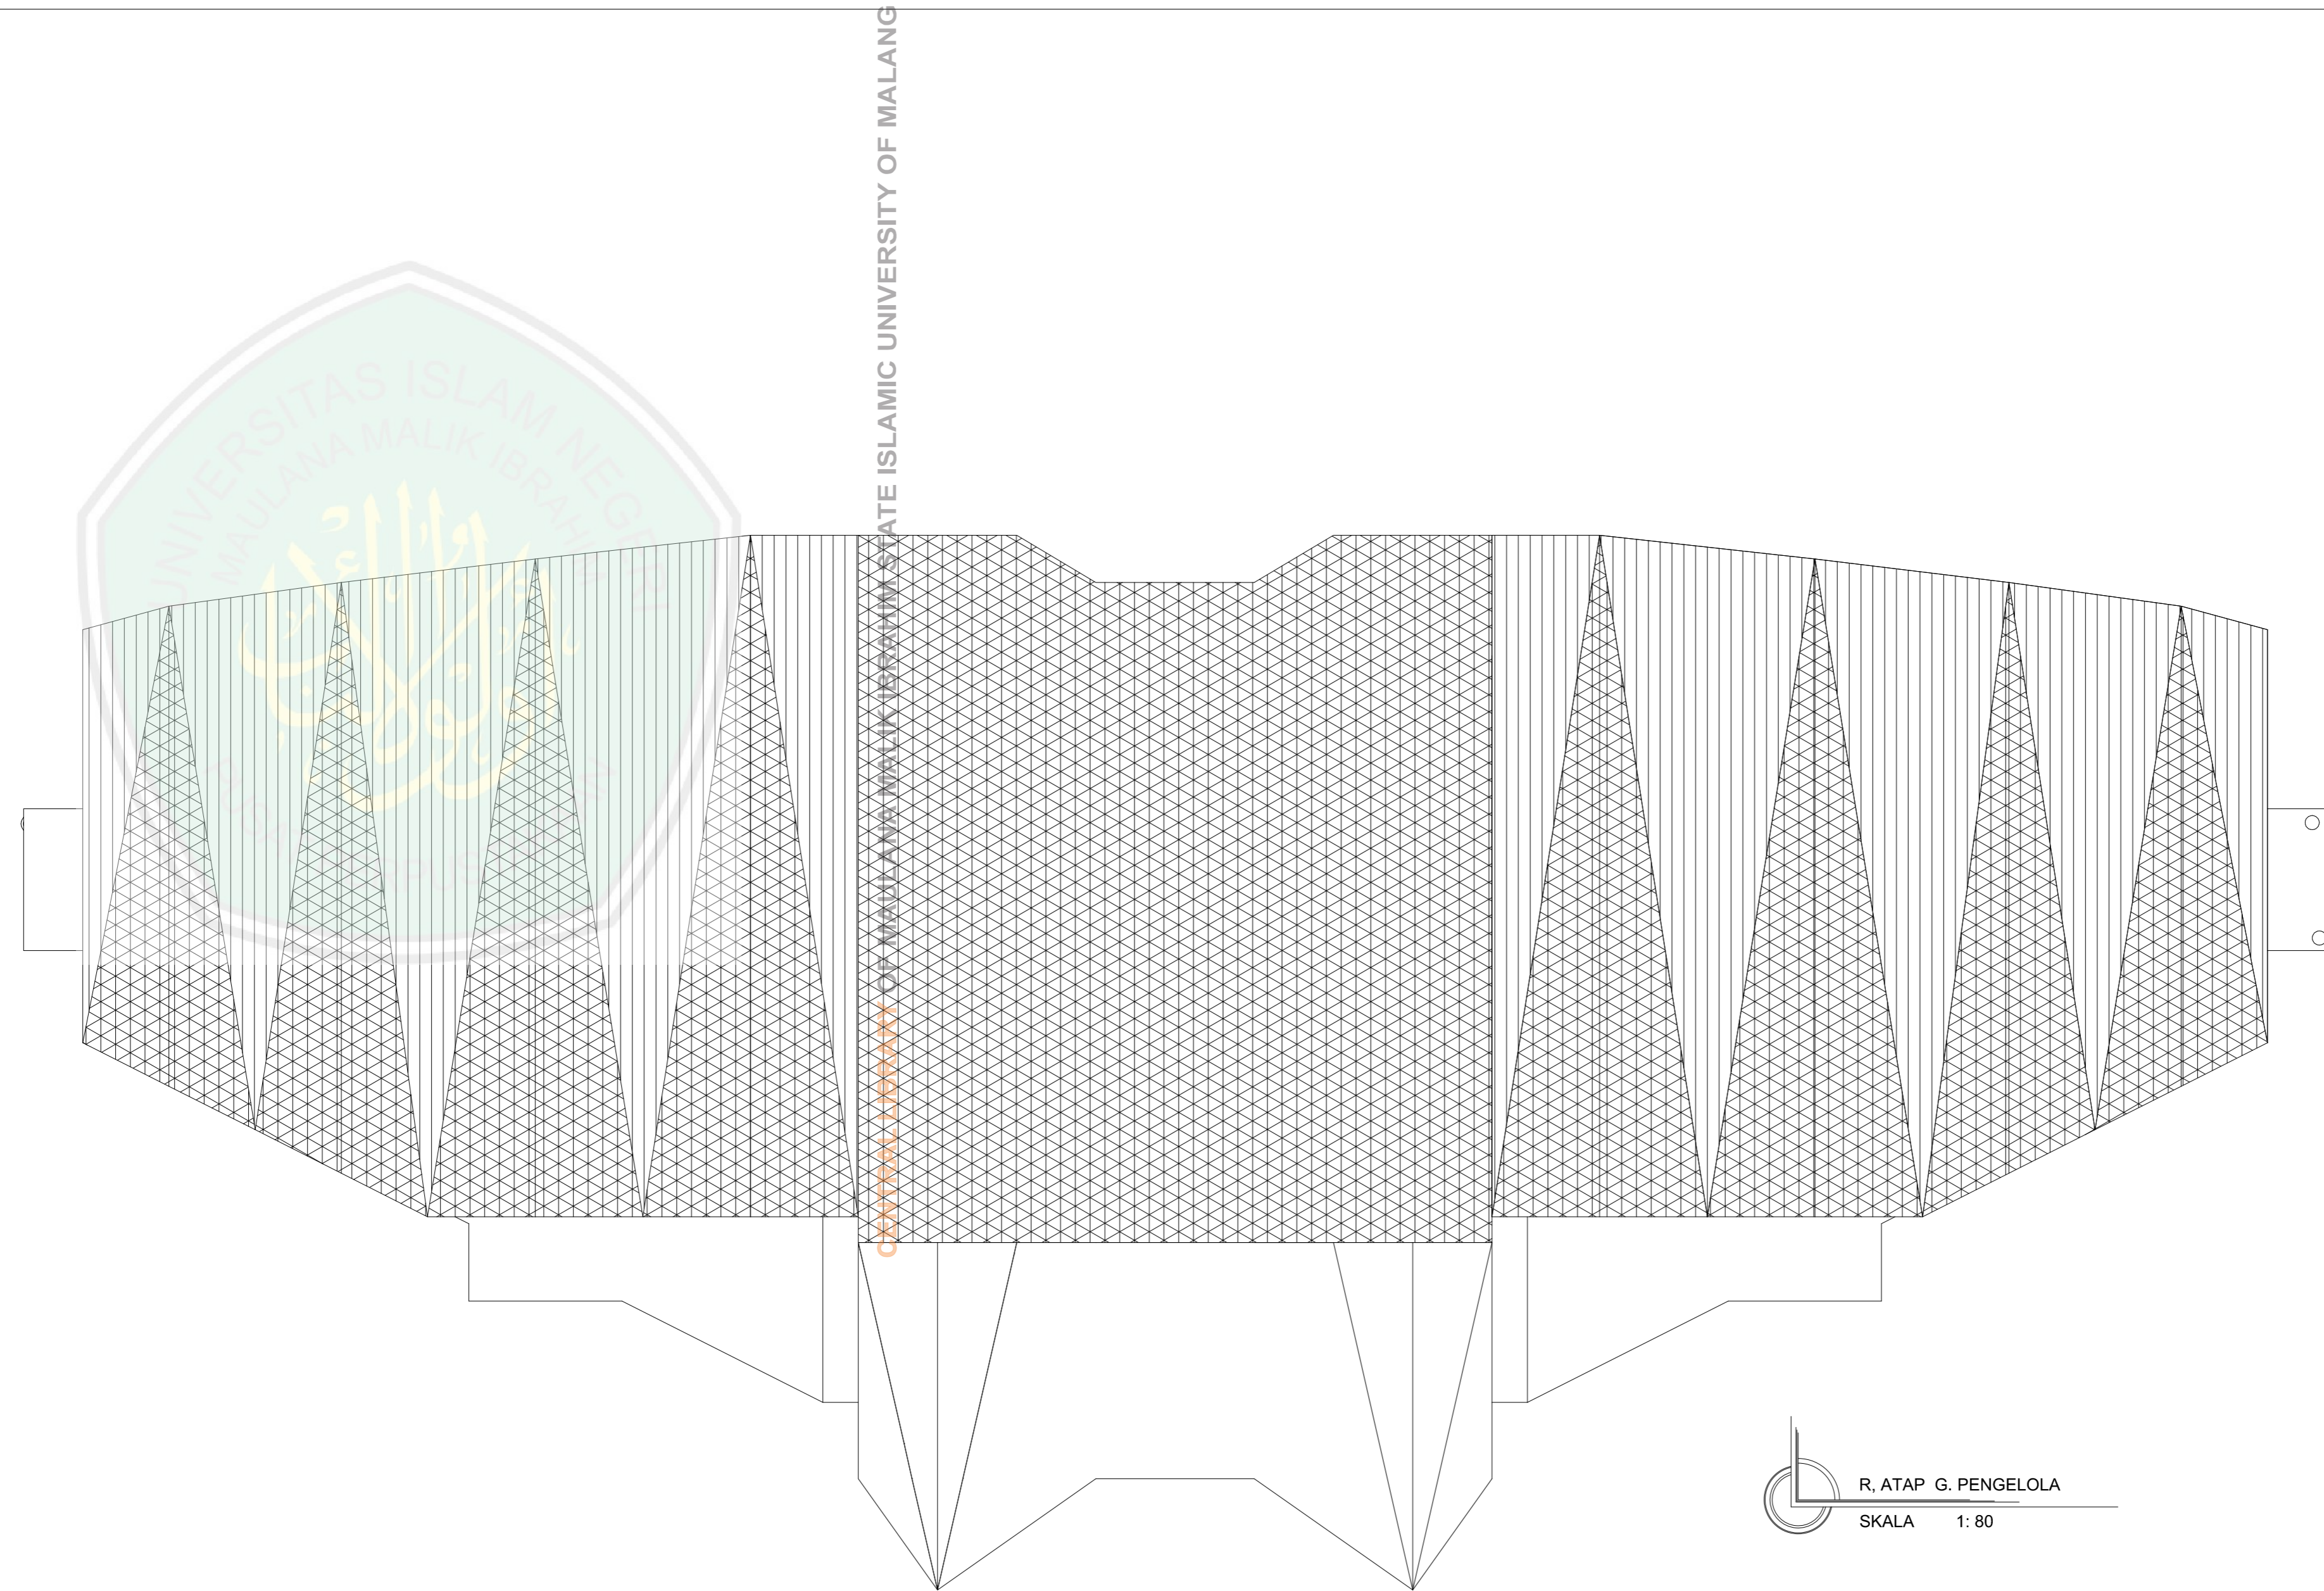 CENTRAL LIBRARY OF MAULANA MALIK IBRAHIM STATE ISLAMIC UNIVERSITY OF MALANG
UNIVERSITAS ISLAM NEGERI
MAULANA MALIK IBRAHIM
R, ATAP G. PENGELOLA
SKALA 1: 80